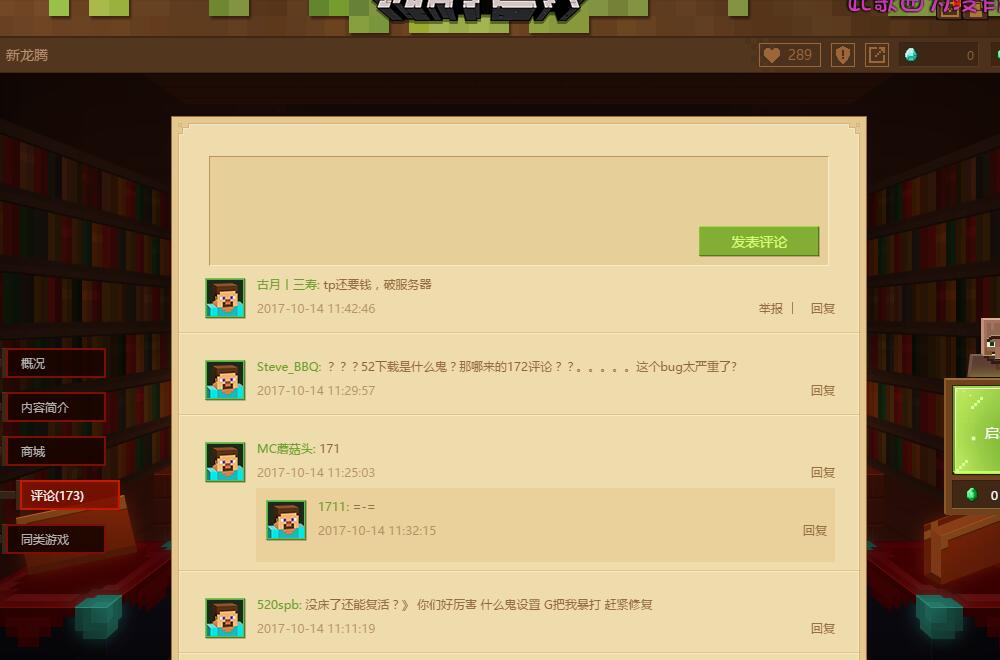 新龙腾
289
0
发表评论
古月丨三寿: tp还要钱，破服务器
2017-10-14 11:42:46
举报
回复
Steve_BBQ: ？？？52下载是什么鬼？那哪来的172评论？？。。。。。这个bug太严重了?
2017-10-14 11:29:57
回复
MC蘑菇头: 171
2017-10-14 11:25:03
回复
1711: =-=
2017-10-14 11:32:15
回复
520spb: 没床了还能复活？》 你们好厉害 什么鬼设置 G把我暴打 赶紧修复
2017-10-14 11:11:19
回复
概况
内容简介
商城
评论(173)
同类游戏
启
0